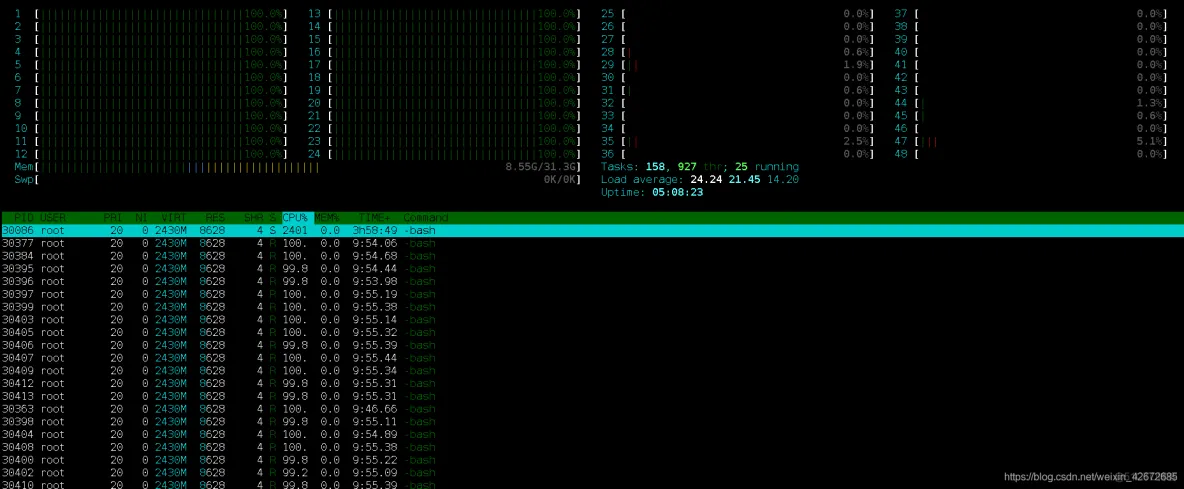 1 [100.0%] 13 [100.0%] 25 [0.0%] 37 [0.0%]
2 [100.0%] 14 [100.0%] 26 [0.0%] 38 [0.0%]
3 [100.0%] 15 [100.0%] 27 [0.0%] 39 [0.0%]
4 [100.0%] 16 [100.0%] 28 [0.6%] 40 [0.0%]
5 [100.0%] 17 [100.0%] 29 [1.9%] 41 [0.0%]
6 [100.0%] 18 [100.0%] 30 [0.0%] 42 [0.0%]
7 [100.0%] 19 [100.0%] 31 [0.6%] 43 [0.0%]
8 [100.0%] 20 [100.0%] 32 [0.0%] 44 [1.3%]
9 [100.0%] 21 [100.0%] 33 [0.0%] 45 [0.6%]
10 [100.0%] 22 [100.0%] 34 [0.0%] 46 [0.0%]
11 [100.0%] 23 [100.0%] 35 [2.5%] 47 [5.1%]
12 [100.0%] 24 [100.0%] 36 [0.0%] 48 [0.0%]
Mem[8.55G/31.3G] Tasks: 158, 927 thr; 25 running
Swp[0K/0K] Load average: 24.24 21.45 14.20
Uptime: 05:08:23
PID USER PRI NI VIRT RES SHR S CPU% MEM% TIME+ Command
30086 root 20 0 2430M 8628 4 S 2401 0.0 3h58:49 -bash
30377 root 20 0 2430M 8628 4 R 100. 0.0 9:54.06 -bash
30384 root 20 0 2430M 8628 4 R 100. 0.0 9:54.68 -bash
30395 root 20 0 2430M 8628 4 R 99.8 0.0 9:54.44 -bash
30396 root 20 0 2430M 8628 4 R 99.8 0.0 9:53.98 -bash
30397 root 20 0 2430M 8628 4 R 100. 0.0 9:55.19 -bash
30399 root 20 0 2430M 8628 4 R 100. 0.0 9:55.38 -bash
30403 root 20 0 2430M 8628 4 R 100. 0.0 9:55.14 -bash
30405 root 20 0 2430M 8628 4 R 100. 0.0 9:55.32 -bash
30406 root 20 0 2430M 8628 4 R 99.8 0.0 9:55.39 -bash
30407 root 20 0 2430M 8628 4 R 100. 0.0 9:55.44 -bash
30409 root 20 0 2430M 8628 4 R 100. 0.0 9:55.34 -bash
30412 root 20 0 2430M 8628 4 R 99.8 0.0 9:55.31 -bash
30413 root 20 0 2430M 8628 4 R 99.8 0.0 9:55.31 -bash
30363 root 20 0 2430M 8628 4 R 100. 0.0 9:46.66 -bash
30398 root 20 0 2430M 8628 4 R 99.8 0.0 9:55.11 -bash
30404 root 20 0 2430M 8628 4 R 100. 0.0 9:54.89 -bash
30408 root 20 0 2430M 8628 4 R 100. 0.0 9:55.38 -bash
30400 root 20 0 2430M 8628 4 R 99.8 0.0 9:55.22 -bash
30402 root 20 0 2430M 8628 4 R 99.2 0.0 9:55.09 -bash
30410 root 20 0 2430M 8628 4 R 99.8 0.0 9:55.39 -bash
https://blog.csdn.net/weixin_42672685